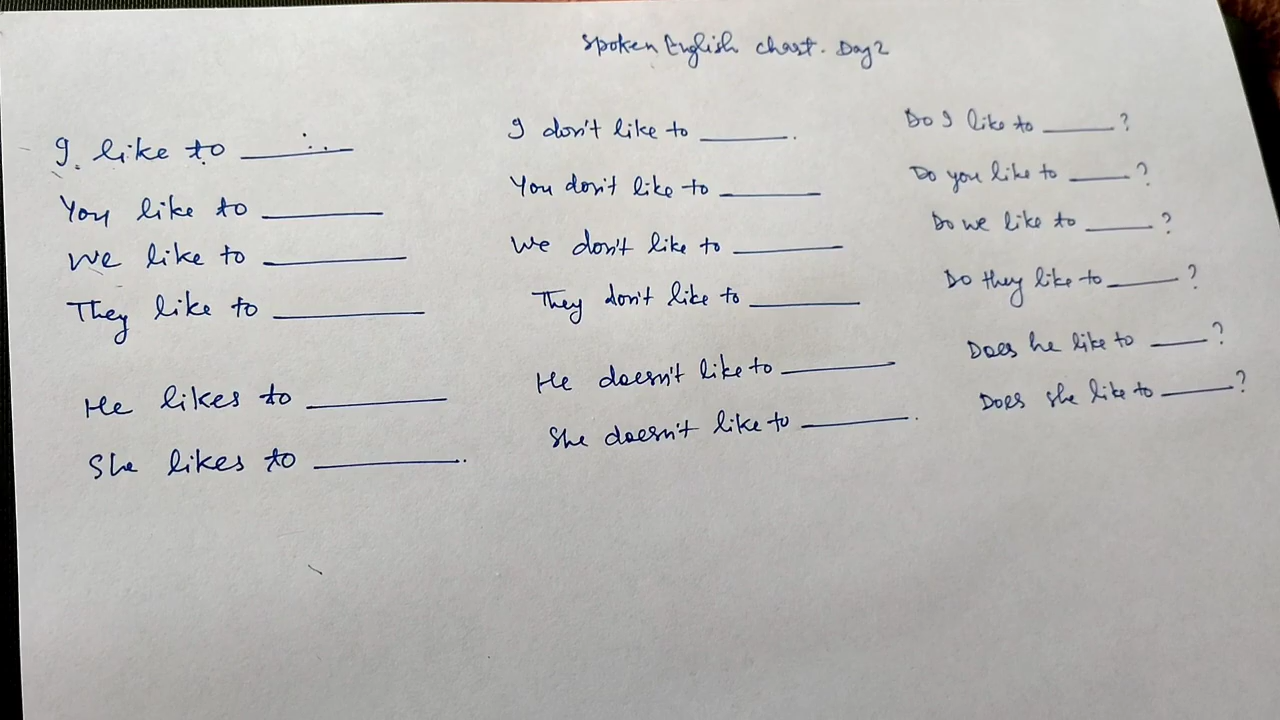 Spoken English chart. Day 2
I like to ______
You like to ______
We like to ______
They like to ______
He likes to ______
She likes to ______.
I don't like to ______.
You don't like to ______
We don't like to ______
They don't like to ______
He doesn't like to ______
She doesn't like to ______.
Do I like to ______?
Do you like to ______?
Do we like to ______?
Do they like to ______?
Does he like to ______?
Does she like to ______?